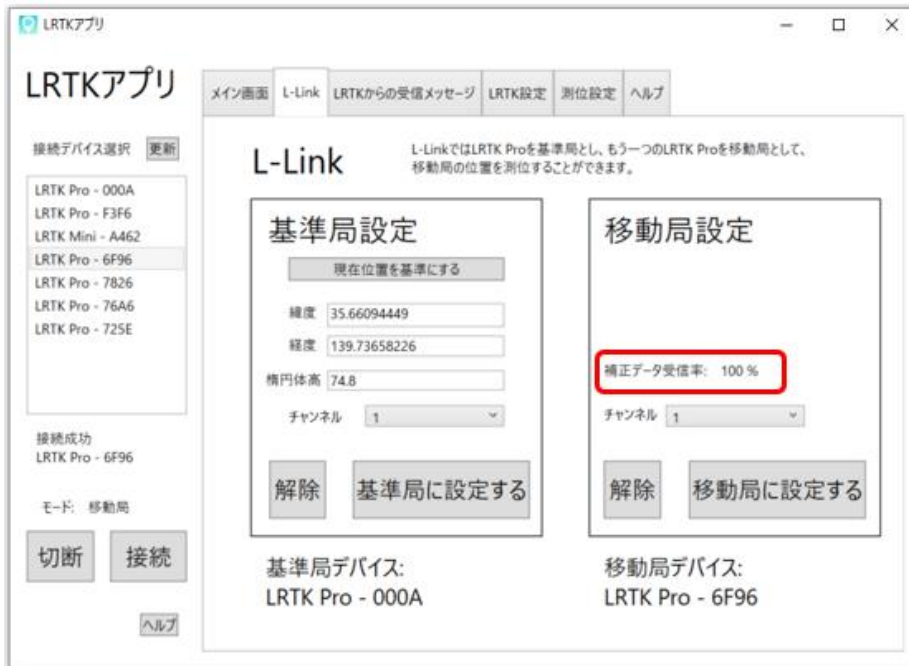 LRTKアプリ
LRTKアプリ
接続デバイス選択 更新
LRTK Pro - 000A
LRTK Pro - F3F6
LRTK Mini - A462
LRTK Pro - 6F96
LRTK Pro - 7826
LRTK Pro - 76A6
LRTK Pro - 725E
接続成功
LRTK Pro - 6F96
モード: 移動局
切断 接続
ヘルプ
メイン画面 L-Link LRTKからの受信メッセージ LRTK設定 測位設定 ヘルプ
L-Link
L-LinkではLRTK Proを基準局とし、もう一つのLRTK Proを移動局として、
移動局の位置を測位することができます。
基準局設定
現在位置を基準にする
緯度 35.66094449
経度 139.73658226
楕円体高 74.8
チャンネル 1
解除 基準局に設定する
基準局デバイス:
LRTK Pro - 000A
移動局設定
補正データ受信率: 100 %
チャンネル 1
解除 移動局に設定する
移動局デバイス:
LRTK Pro - 6F96